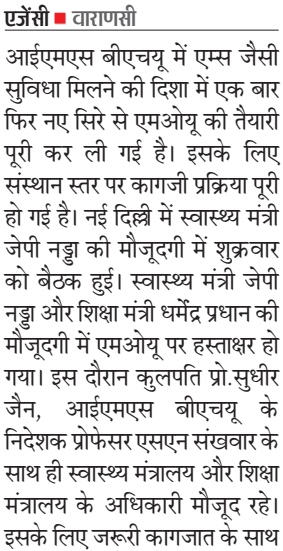 एजेंसी ■ वाराणसी
आईएमएस बीएचयू में एम्स जैसी
सुविधा मिलने की दिशा में एक बार
फिर नए सिरे से एमओयू की तैयारी
पूरी कर ली गई है। इसके लिए
संस्थान स्तर पर कागजी प्रक्रिया पूरी
हो गई है। नई दिल्ली में स्वास्थ्य मंत्री
जेपी नड्डा की मौजूदगी में शुक्रवार
को बैठक हुई। स्वास्थ्य मंत्री जेपी
नड्डा और शिक्षा मंत्री धर्मेंद्र प्रधान की
मौजूदगी में एमओयू पर हस्ताक्षर हो
गया। इस दौरान कुलपति प्रो.सुधीर
जैन, आईएमएस बीएचयू के
निदेशक प्रोफेसर एसएन संखवार के
साथ ही स्वास्थ्य मंत्रालय और शिक्षा
मंत्रालय के अधिकारी मौजूद रहे।
इसके लिए जरूरी कागजात के साथ